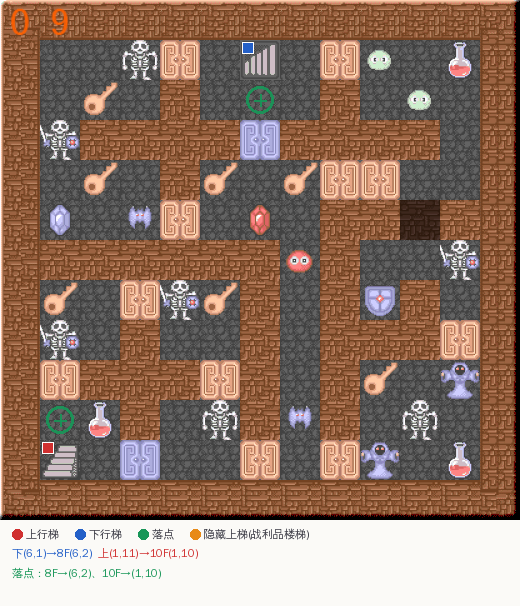 09
上行梯 下行梯 落点 隐藏上梯(战利品楼梯)
下(6,1)→8F(6,2) 上(1,11)→10F(1,10)
落点：8F→(6,2)、10F→(1,10)